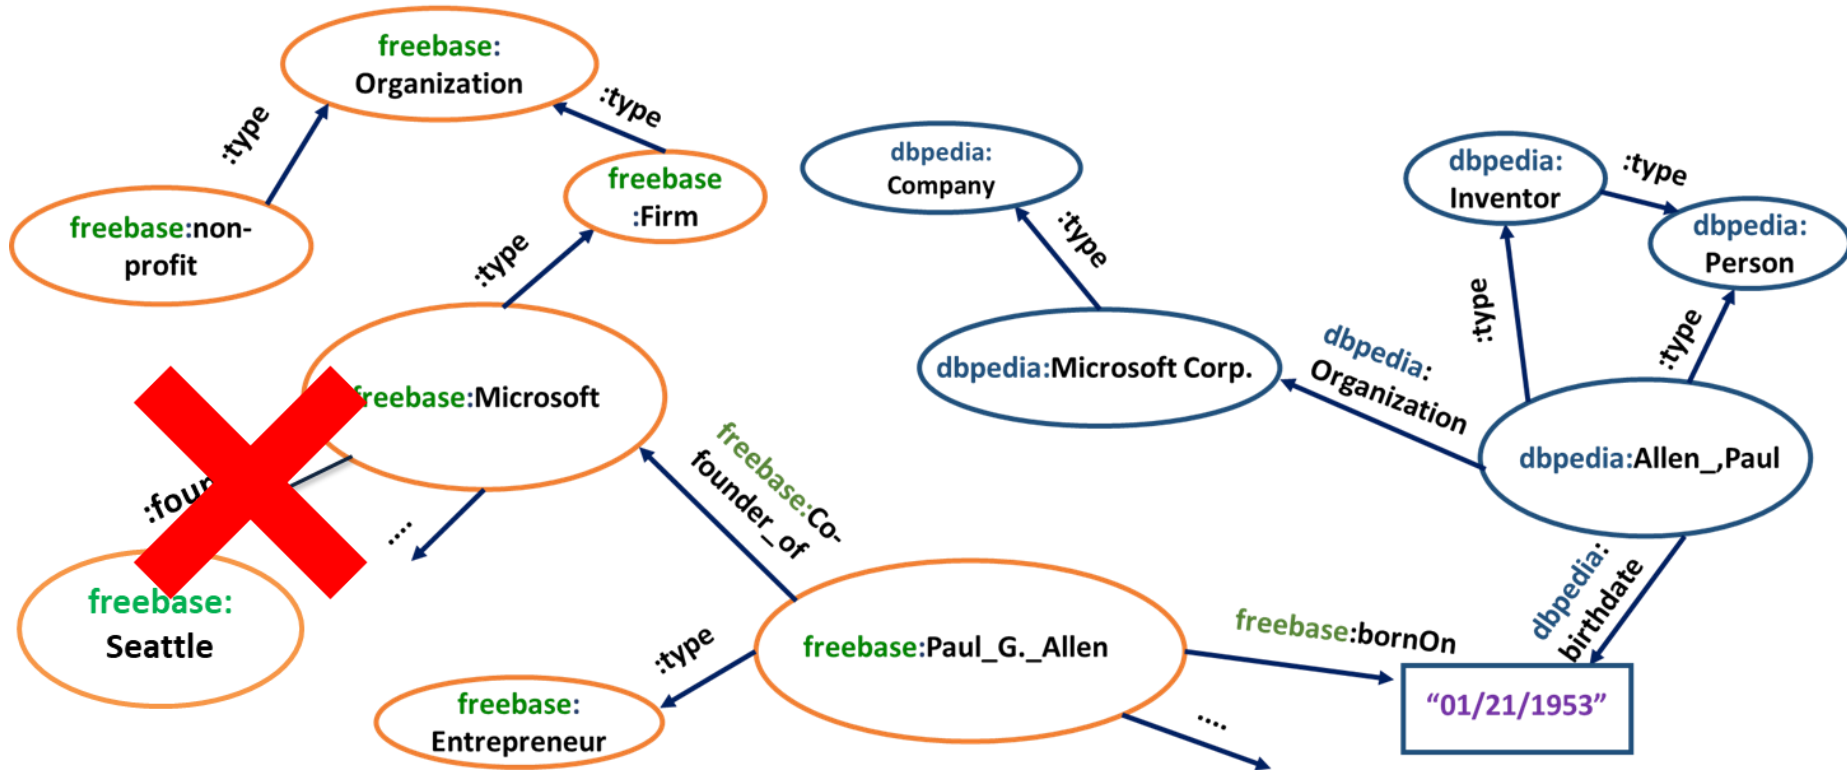 freebase:
Organization
:type
:type
freebase:non-
profit
freebase
:Firm
:type
freebase:Microsoft
freebase:
Seattle
....
freebase:Co-
founder_of
freebase:Paul_G._Allen
:type
freebase:
Entrepreneur
freebase:bornOn
....
dbpedia:
Company
:type
dbpedia:Microsoft Corp.
dbpedia:
Organization
dbpedia:
Inventor
:type
dbpedia:
Person
:type
:type
dbpedia:Allen_,Paul
dbpedia:
birthdate
“01/21/1953”